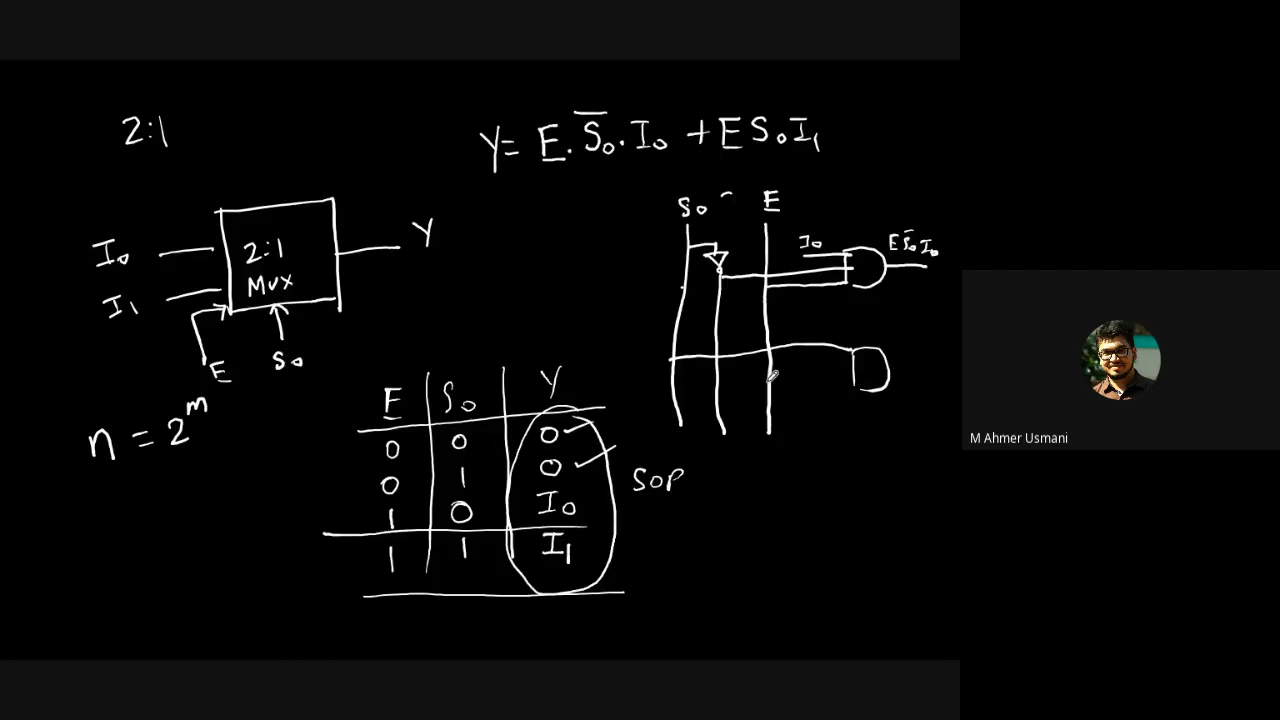 2:1
Y = E. S̅₀. I₀ + E S₀ I₁
I₀
I₁
2:1
MUX
Y
E
S₀
n = 2ᵐ
S₀ E
I₀
E S̅₀ I₀
E S₀ Y
0 0 0
0 1 0
1 0 I₀
1 1 I₁
SOP
M Ahmer Usmani